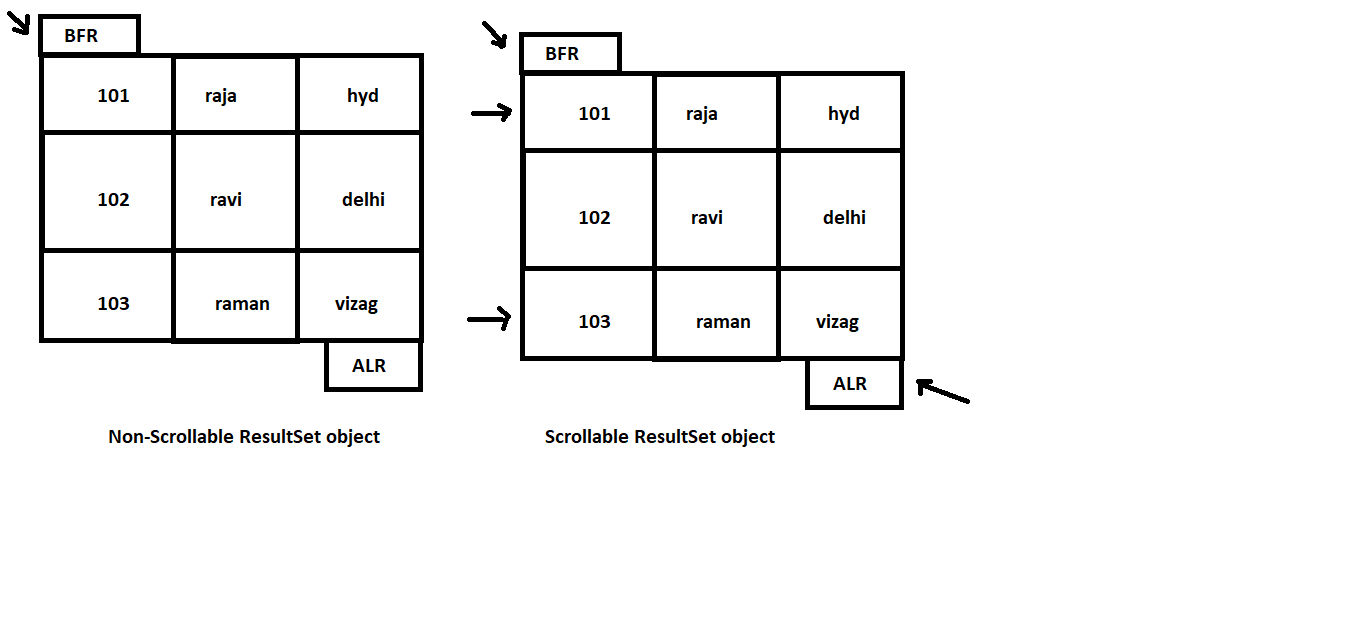 BFR
101 raja hyd
102 ravi delhi
103 raman vizag
ALR
Non-Scrollable ResultSet object
BFR
101 raja hyd
102 ravi delhi
103 raman vizag
ALR
Scrollable ResultSet object